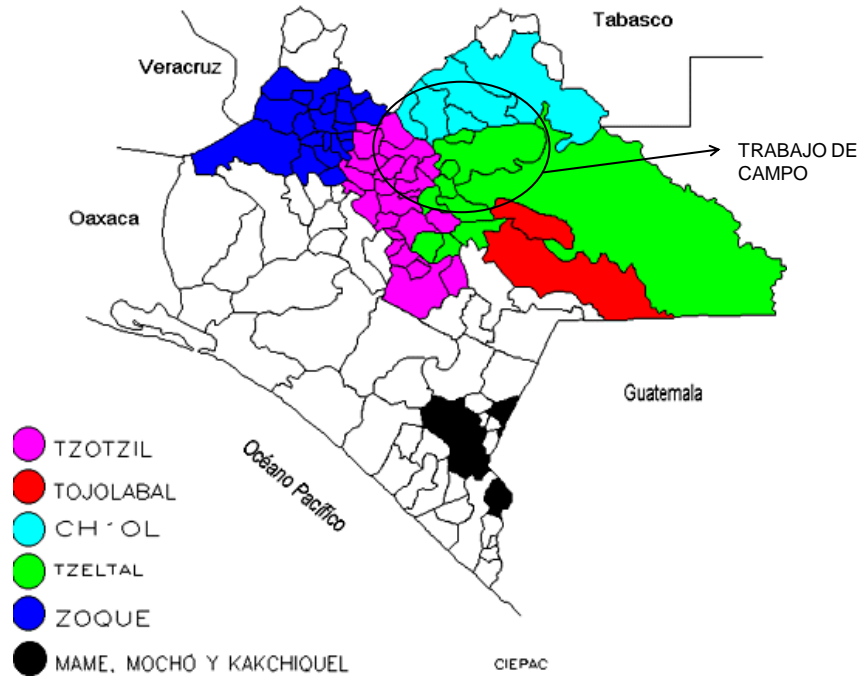 Tabasco
Veracruz
TRABAJO DE
CAMPO
Oaxaca
Guatemala
Océano Pacífico
TZOTZIL
TOJOLABAL
CH´OL
TZELTAL
ZOQUE
MAME, MOCHÓ Y KAKCHIQUEL
CIEPAC